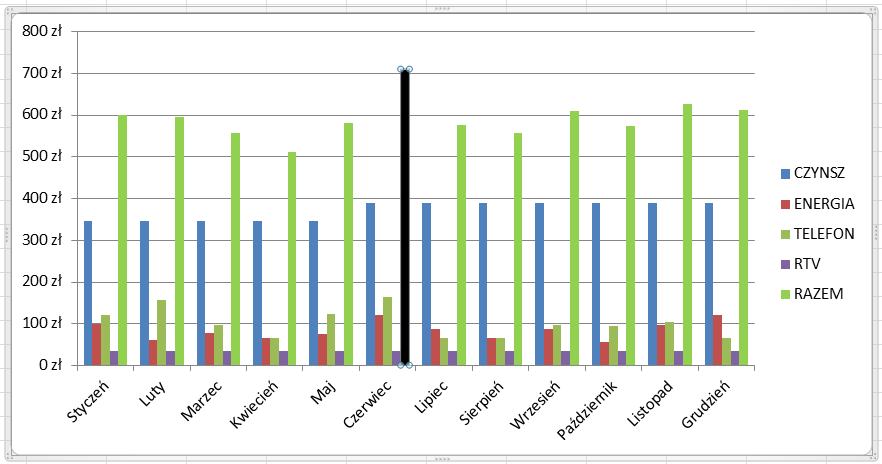 800 zł
700 zł
600 zł
500 zł
400 zł
300 zł
200 zł
100 zł
0 zł
Styczeń
Luty
Marzec
Kwiecień
Maj
Czerwiec
Lipiec
Sierpień
Wrzesień
Październik
Listopad
Grudzień
CZYNSZ
ENERGIA
TELEFON
RTV
RAZEM